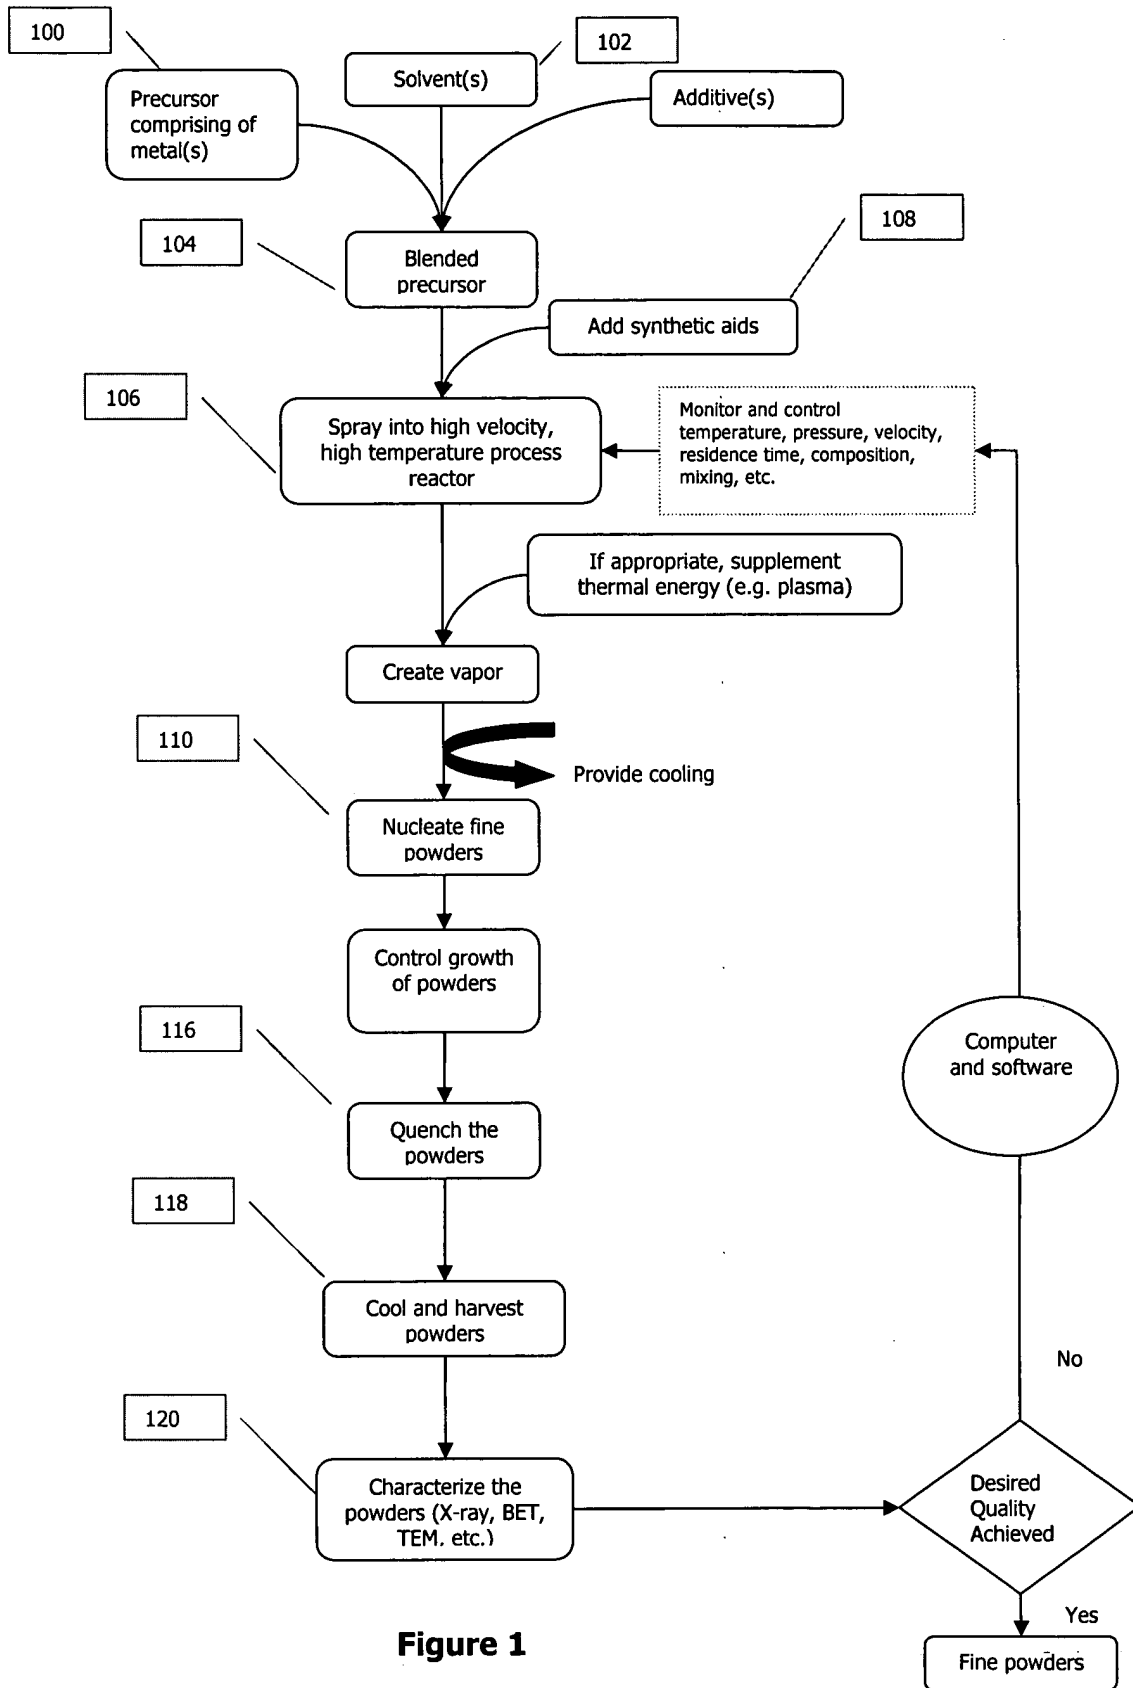 100
102
Solvent(s)
Precursor
comprising of
metal(s)
Additive(s)
104
108
Blended
precursor
Add synthetic aids
106
Spray into high velocity,
high temperature process
reactor
Monitor and control
temperature, pressure, velocity,
residence time, composition,
mixing, etc.
If appropriate, supplement
thermal energy (e.g. plasma)
Create vapor
110
Provide cooling
Nucleate fine
powders
Control growth
of powders
116
Computer
and software
Quench the
powders
118
Cool and harvest
powders
No
120
Characterize the
powders (X-ray, BET,
TEM, etc.)
Desired
Quality
Achieved
Yes
Figure 1
Fine powders